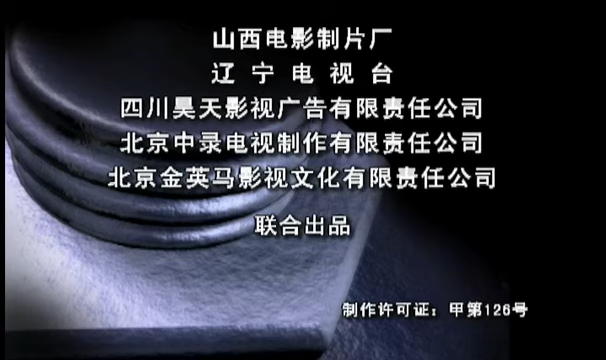 山西电影制片厂
辽宁电视台
四川昊天影视广告有限责任公司
北京中录电视制作有限责任公司
北京金英马影视文化有限责任公司
联合出品
制作许可证：甲第126号